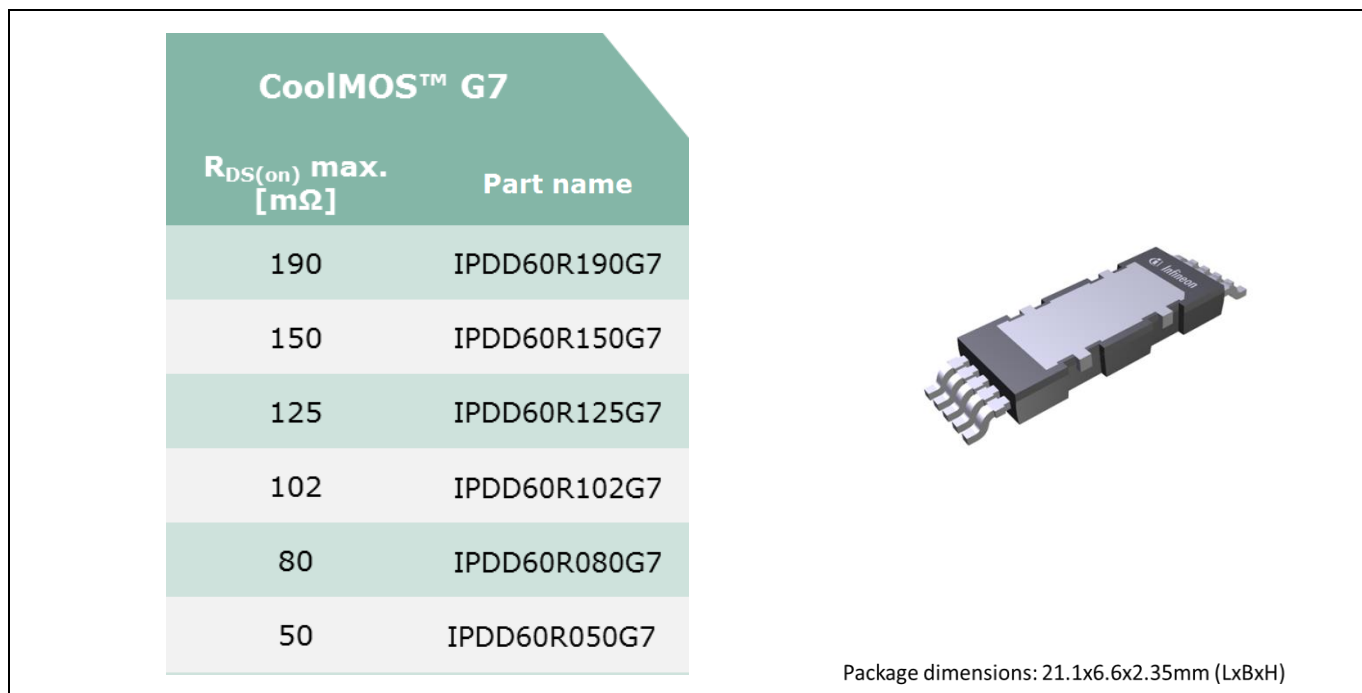 CoolMOS™ G7
RDS(on) max.
[mΩ]
Part name
190 IPDD60R190G7
150 IPDD60R150G7
125 IPDD60R125G7
102 IPDD60R102G7
80 IPDD60R080G7
50 IPDD60R050G7
Infineon
Package dimensions: 21.1x6.6x2.35mm (LxBxH)